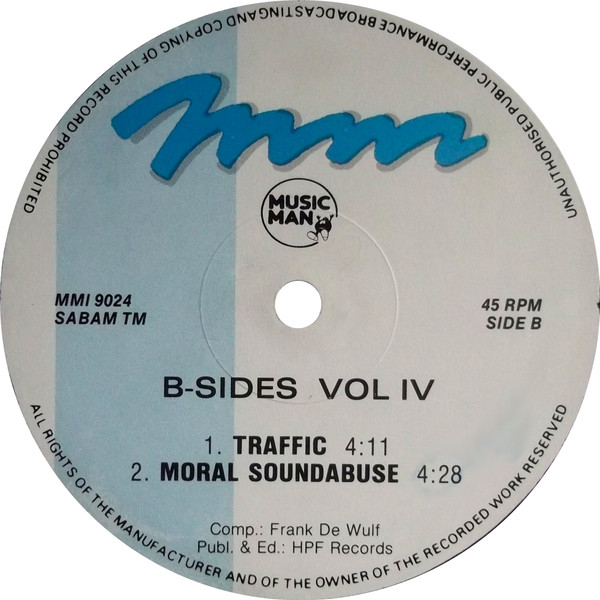 UNAUTHORISED PUBLIC PERFORMANCE BROADCASTING AND COPYING OF THIS RECORD PROHIBITED
mm
MUSIC
MAN
MMI 9024
SABAM TM
45 RPM
SIDE B
B-SIDES VOL IV
1. TRAFFIC 4:11
2. MORAL SOUNDABUSE 4:28
Comp.: Frank De Wulf
Publ. & Ed.: HPF Records
ALL RIGHTS OF THE MANUFACTURER AND OF THE OWNER OF THE RECORDED WORK RESERVED